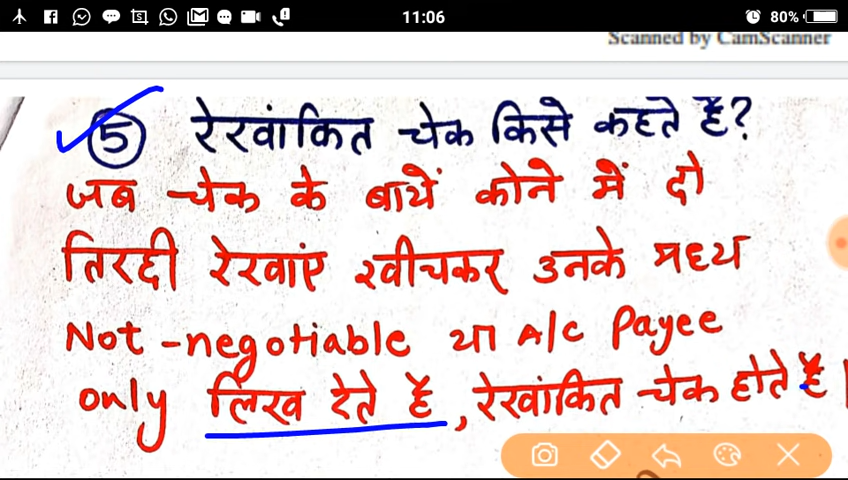 11:06
80%
Scanned by CamScanner
5 रेखांकित चेक किसे कहते है?
जब चेक के बायें कोने में दो
तिरछी रेखाएं खीचकर उनके मध्य
Not-negotiable या A/c Payee
only लिख देते है, रेखांकित चेक होते है।